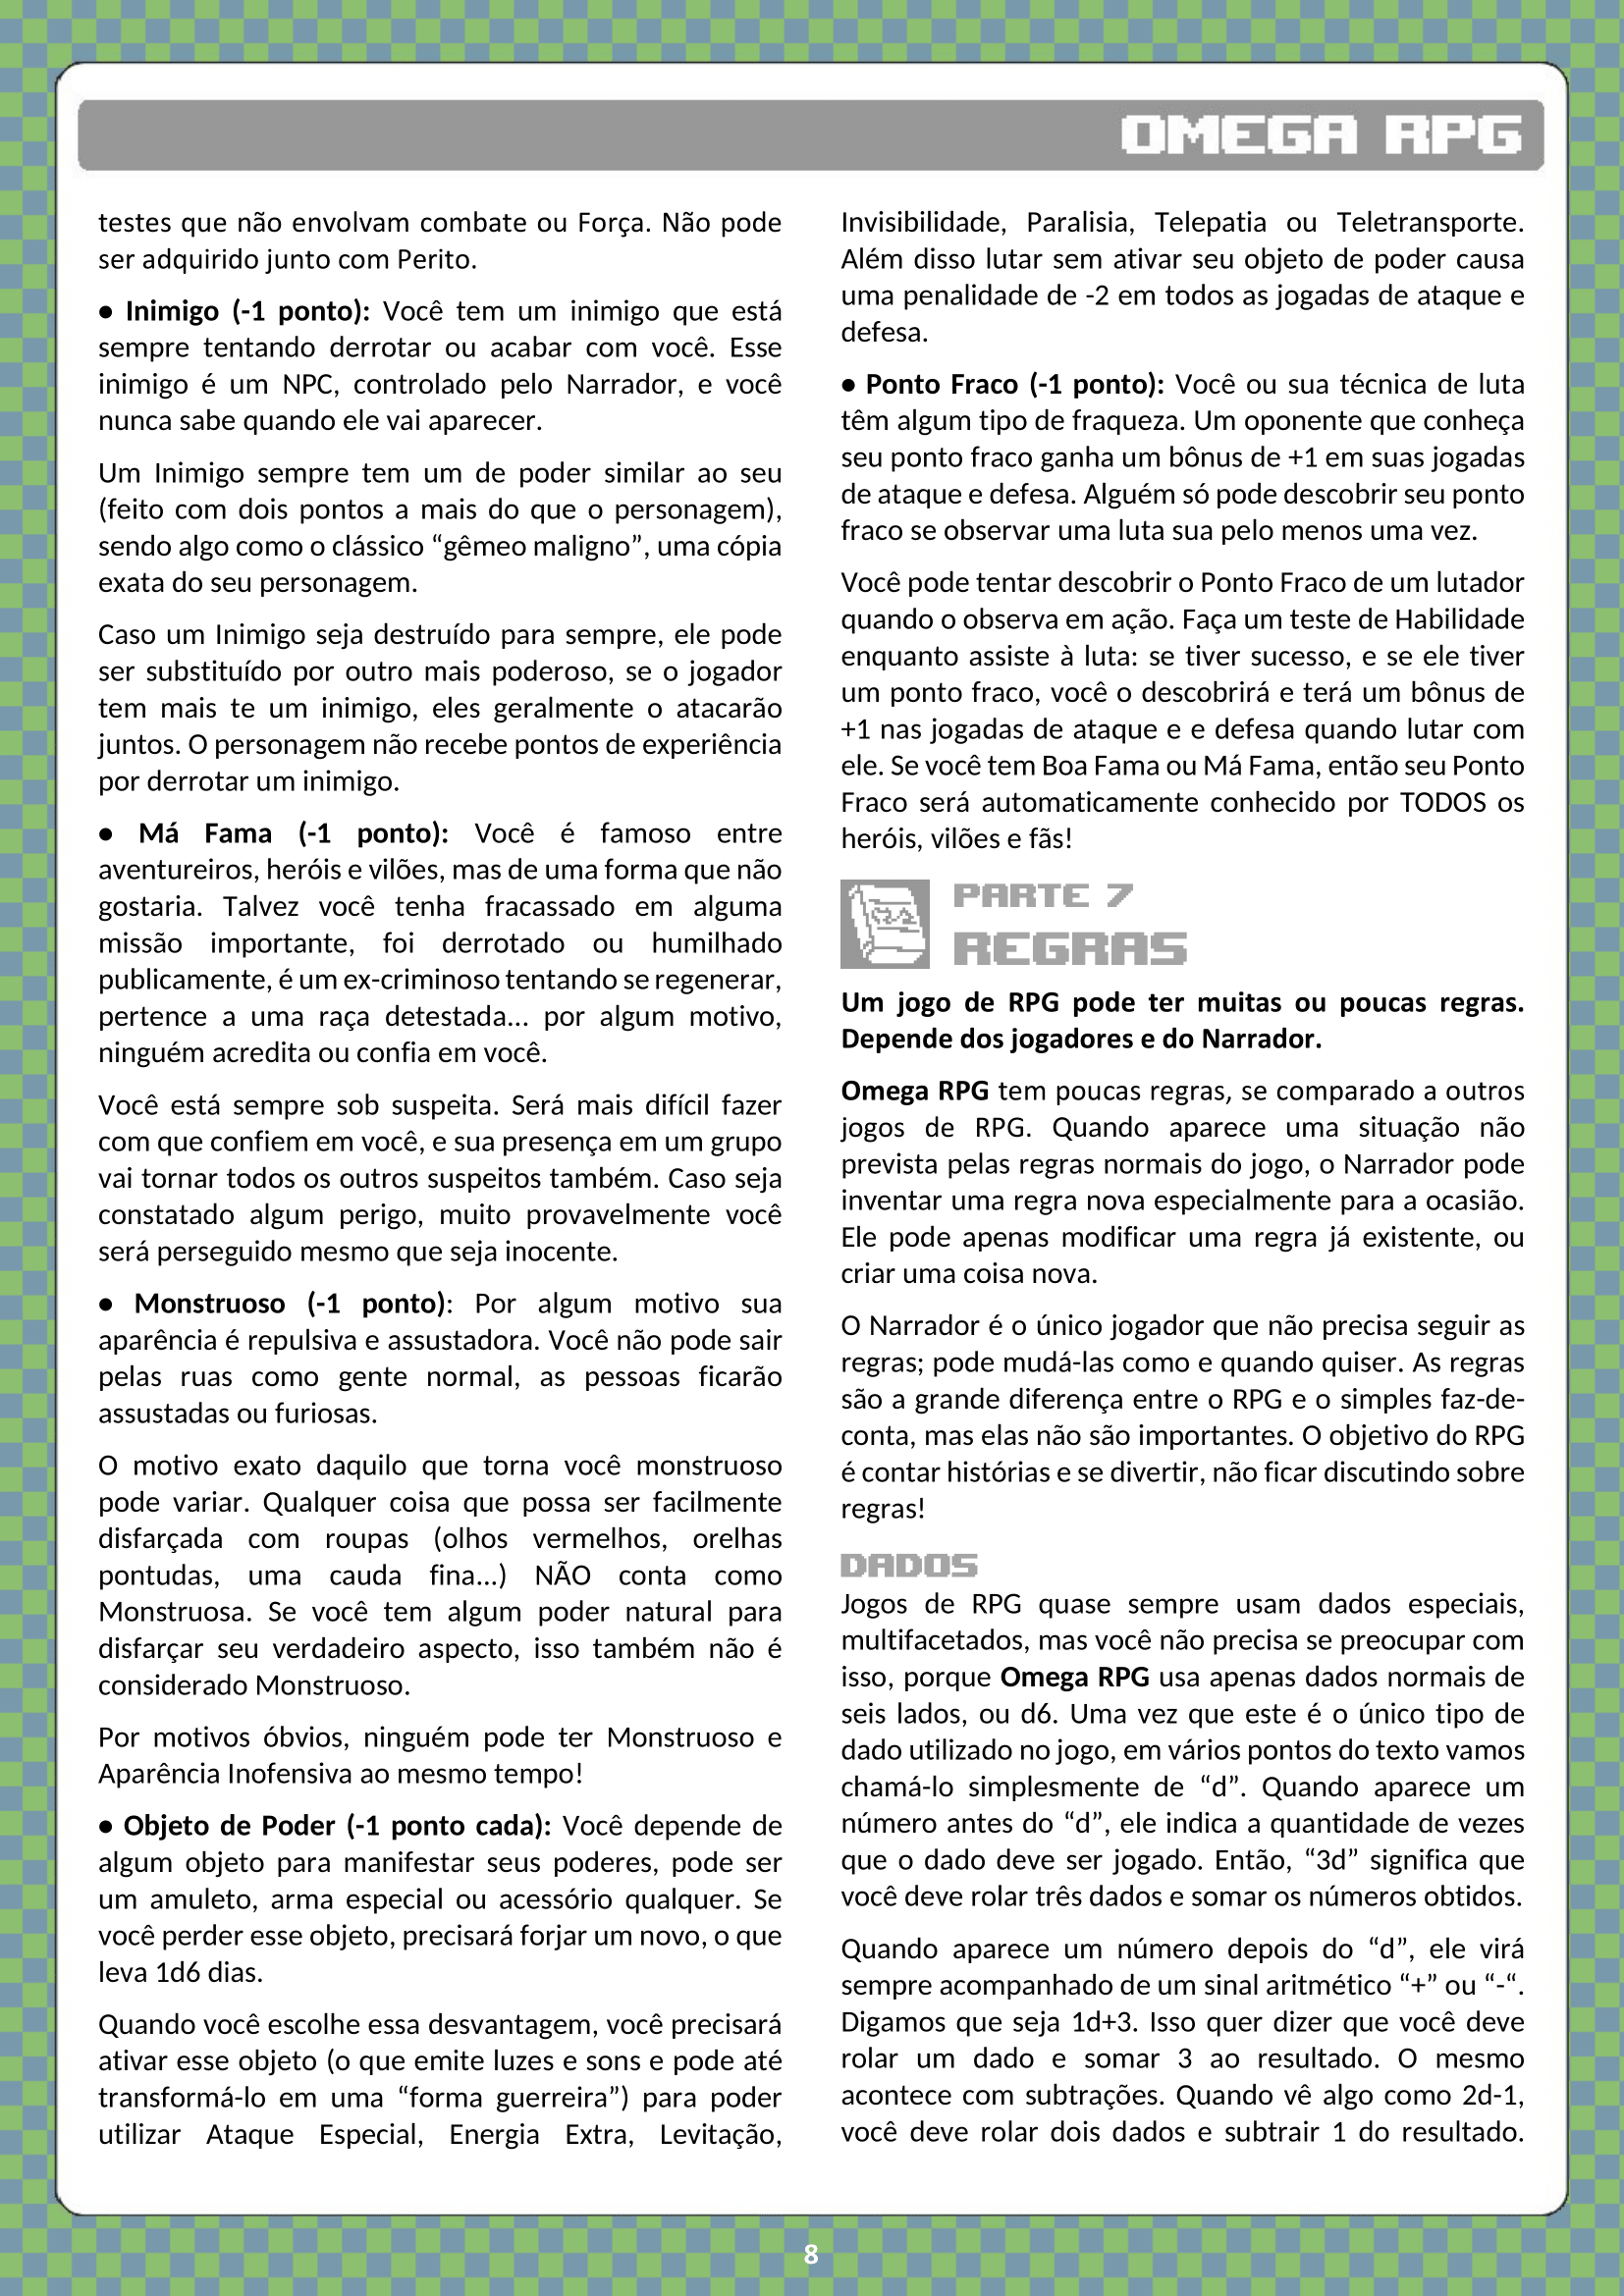 OMEGA RPG
testes que não envolvam combate ou Força. Não pode
ser adquirido junto com Perito.
● Inimigo (-1 ponto): Você tem um inimigo que está
sempre tentando derrotar ou acabar com você. Esse
inimigo é um NPC, controlado pelo Narrador, e você
nunca sabe quando ele vai aparecer.
Um Inimigo sempre tem um de poder similar ao seu
(feito com dois pontos a mais do que o personagem),
sendo algo como o clássico “gêmeo maligno”, uma cópia
exata do seu personagem.
Caso um Inimigo seja destruído para sempre, ele pode
ser substituído por outro mais poderoso, se o jogador
tem mais te um inimigo, eles geralmente o atacarão
juntos. O personagem não recebe pontos de experiência
por derrotar um inimigo.
● Má Fama (-1 ponto): Você é famoso entre
aventureiros, heróis e vilões, mas de uma forma que não
gostaria. Talvez você tenha fracassado em alguma
missão importante, foi derrotado ou humilhado
publicamente, é um ex-criminoso tentando se regenerar,
pertence a uma raça detestada... por algum motivo,
ninguém acredita ou confia em você.
Você está sempre sob suspeita. Será mais difícil fazer
com que confiem em você, e sua presença em um grupo
vai tornar todos os outros suspeitos também. Caso seja
constatado algum perigo, muito provavelmente você
será perseguido mesmo que seja inocente.
● Monstruoso (-1 ponto): Por algum motivo sua
aparência é repulsiva e assustadora. Você não pode sair
pelas ruas como gente normal, as pessoas ficarão
assustadas ou furiosas.
O motivo exato daquilo que torna você monstruoso
pode variar. Qualquer coisa que possa ser facilmente
disfarçada com roupas (olhos vermelhos, orelhas
pontudas, uma cauda fina...) NÃO conta como
Monstruosa. Se você tem algum poder natural para
disfarçar seu verdadeiro aspecto, isso também não é
considerado Monstruoso.
Por motivos óbvios, ninguém pode ter Monstruoso e
Aparência Inofensiva ao mesmo tempo!
● Objeto de Poder (-1 ponto cada): Você depende de
algum objeto para manifestar seus poderes, pode ser
um amuleto, arma especial ou acessório qualquer. Se
você perder esse objeto, precisará forjar um novo, o que
leva 1d6 dias.
Quando você escolhe essa desvantagem, você precisará
ativar esse objeto (o que emite luzes e sons e pode até
transformá-lo em uma “forma guerreira”) para poder
utilizar Ataque Especial, Energia Extra, Levitação,
Invisibilidade, Paralisia, Telepatia ou Teletransporte.
Além disso lutar sem ativar seu objeto de poder causa
uma penalidade de -2 em todos as jogadas de ataque e
defesa.
● Ponto Fraco (-1 ponto): Você ou sua técnica de luta
têm algum tipo de fraqueza. Um oponente que conheça
seu ponto fraco ganha um bônus de +1 em suas jogadas
de ataque e defesa. Alguém só pode descobrir seu ponto
fraco se observar uma luta sua pelo menos uma vez.
Você pode tentar descobrir o Ponto Fraco de um lutador
quando o observa em ação. Faça um teste de Habilidade
enquanto assiste à luta: se tiver sucesso, e se ele tiver
um ponto fraco, você o descobrirá e terá um bônus de
+1 nas jogadas de ataque e e defesa quando lutar com
ele. Se você tem Boa Fama ou Má Fama, então seu Ponto
Fraco será automaticamente conhecido por TODOS os
heróis, vilões e fãs!
PARTE 7
REGRAS
Um jogo de RPG pode ter muitas ou poucas regras.
Depende dos jogadores e do Narrador.
Omega RPG tem poucas regras, se comparado a outros
jogos de RPG. Quando aparece uma situação não
prevista pelas regras normais do jogo, o Narrador pode
inventar uma regra nova especialmente para a ocasião.
Ele pode apenas modificar uma regra já existente, ou
criar uma coisa nova.
O Narrador é o único jogador que não precisa seguir as
regras; pode mudá-las como e quando quiser. As regras
são a grande diferença entre o RPG e o simples faz-de-
conta, mas elas não são importantes. O objetivo do RPG
é contar histórias e se divertir, não ficar discutindo sobre
regras!
DADOS
Jogos de RPG quase sempre usam dados especiais,
multifacetados, mas você não precisa se preocupar com
isso, porque Omega RPG usa apenas dados normais de
seis lados, ou d6. Uma vez que este é o único tipo de
dado utilizado no jogo, em vários pontos do texto vamos
chamá-lo simplesmente de “d”. Quando aparece um
número antes do “d”, ele indica a quantidade de vezes
que o dado deve ser jogado. Então, “3d” significa que
você deve rolar três dados e somar os números obtidos.
Quando aparece um número depois do “d”, ele virá
sempre acompanhado de um sinal aritmético “+” ou “-“.
Digamos que seja 1d+3. Isso quer dizer que você deve
rolar um dado e somar 3 ao resultado. O mesmo
acontece com subtrações. Quando vê algo como 2d-1,
você deve rolar dois dados e subtrair 1 do resultado.
8